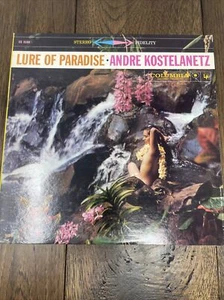 STEREO FIDELITY
LURE OF PARADISE · ANDRE KOSTELANETZ
COLUMBIA